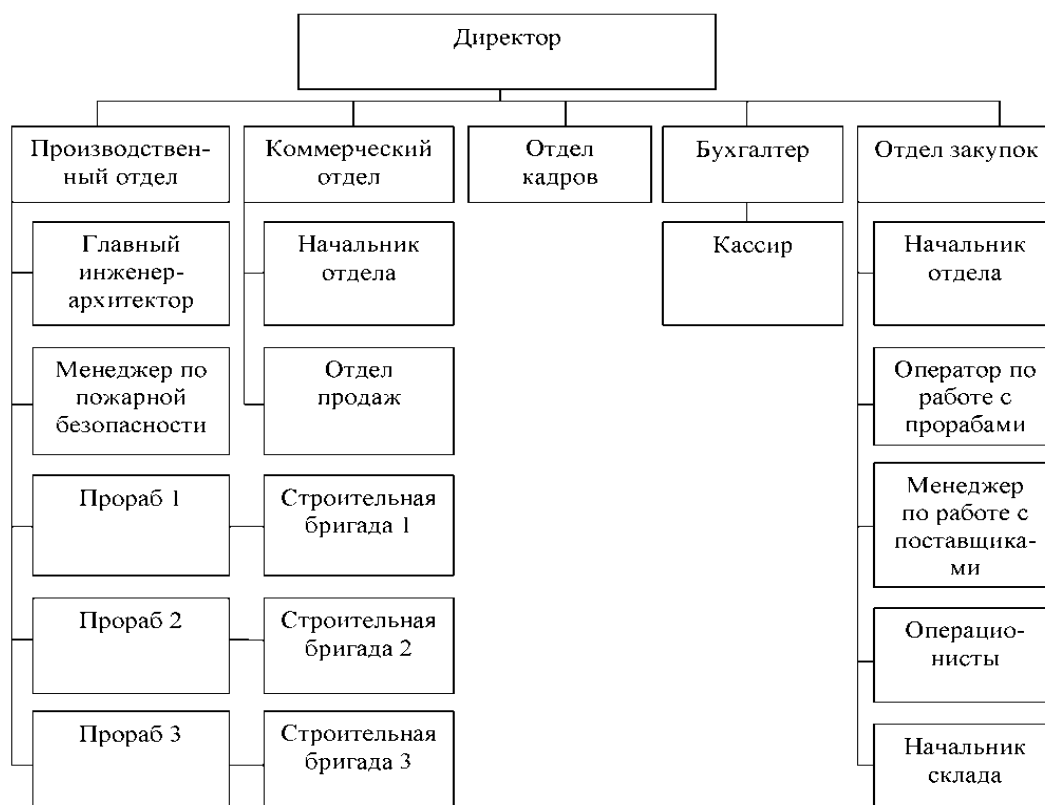 Директор
Производствен-
ный отдел
Коммерческий
отдел
Отдел
кадров
Бухгалтер
Отдел закупок
Главный
инженер-
архитектор
Начальник
отдела
Кассир
Начальник
отдела
Менеджер по
пожарной
безопасности
Отдел
продаж
Оператор по
работе с
прорабами
Прораб 1
Строительная
бригада 1
Менеджер
по работе с
поставщика-
ми
Прораб 2
Строительная
бригада 2
Операцио-
нисты
Прораб 3
Строительная
бригада 3
Начальник
склада